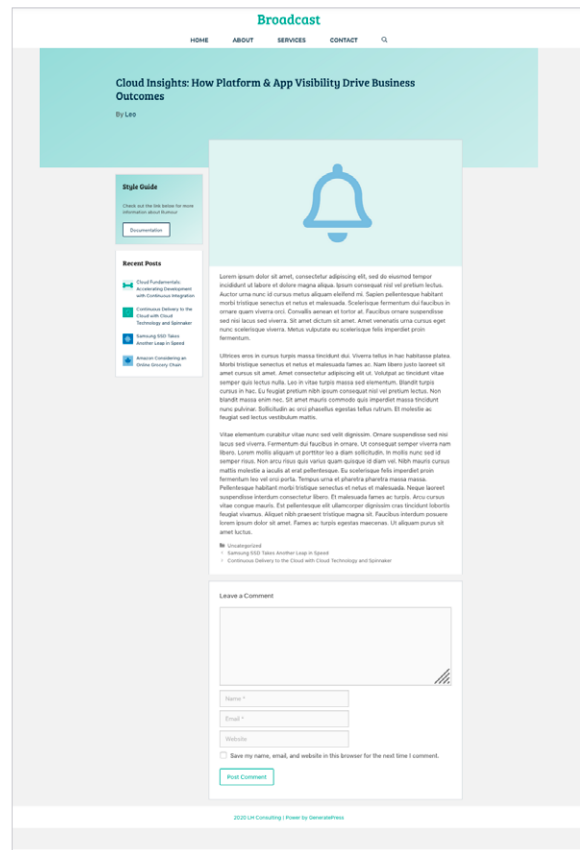 Broadcast
HOME ABOUT SERVICES CONTACT
Cloud Insights: How Platform & App Visibility Drive Business
Outcomes
By Leo
Style Guide
Check out the link below for more
information about Rumour.
Documentation
Recent Posts
Cloud Fundamentals:
Accelerating Development
with Continuous Integration
Continuous Delivery to the
Cloud with Cloud
Technology and Spinnaker
Samsung SSD Takes
Another Leap in Speed
Amazon Considering an
Online Grocery Chain
Lorem ipsum dolor sit amet, consectetur adipiscing elit, sed do eiusmod tempor
incididunt ut labore et dolore magna aliqua. Ipsum consequat nisl vel pretium lectus.
Auctor urna nunc id cursus metus aliquam eleifend mi. Sapien pellentesque habitant
morbi tristique senectus et netus et malesuada. Scelerisque fermentum dui faucibus in
ornare quam viverra orci. Convallis aenean et tortor at. Faucibus ornare suspendisse
sed nisi lacus sed viverra. Sit amet dictum sit amet. Amet venenatis urna cursus eget
nunc scelerisque viverra. Metus vulputate eu scelerisque felis imperdiet proin
fermentum.
Ultrices eros in cursus turpis massa tincidunt dui. Viverra tellus in hac habitasse platea.
Morbi tristique senectus et netus et malesuada fames ac. Nam libero justo laoreet sit
amet cursus sit amet. Amet consectetur adipiscing elit ut. Volutpat ac tincidunt vitae
semper quis lectus nulla. Leo in vitae turpis massa sed elementum. Blandit turpis
cursus in hac. Eu feugiat pretium nibh ipsum consequat nisl vel pretium lectus. Non
blandit massa enim nec. Sit amet mauris commodo quis imperdiet massa tincidunt
nunc pulvinar. Sollicitudin ac orci phasellus egestas tellus rutrum. Et molestie ac
feugiat sed lectus vestibulum mattis.
Vitae elementum curabitur vitae nunc sed velit dignissim. Ornare suspendisse sed nisi
lacus sed viverra. Fermentum dui faucibus in ornare. Ut consequat semper viverra nam
libero. Lorem mollis aliquam ut porttitor leo a diam sollicitudin. In mollis nunc sed id
semper risus. Non arcu risus quis varius quam quisque id diam vel. Nibh mauris cursus
mattis molestie a iaculis at erat pellentesque. Eu scelerisque felis imperdiet proin
fermentum leo vel orci porta. Tempus urna et pharetra pharetra massa massa.
Pellentesque habitant morbi tristique senectus et netus et malesuada. Neque laoreet
suspendisse interdum consectetur libero. Et malesuada fames ac turpis. Arcu cursus
vitae congue mauris. Est pellentesque elit ullamcorper dignissim cras tincidunt lobortis
feugiat vivamus. Aliquet nibh praesent tristique magna sit. Faucibus interdum posuere
lorem ipsum dolor sit amet. Fames ac turpis egestas maecenas. Ut aliquam purus sit
amet luctus.
Uncategorized
Samsung SSD Takes Another Leap in Speed
Continuous Delivery to the Cloud with Cloud Technology and Spinnaker
Leave a Comment
Name *
Email *
Website
Save my name, email, and website in this browser for the next time I comment.
Post Comment
2020 LH Consulting / Power by GeneratePress